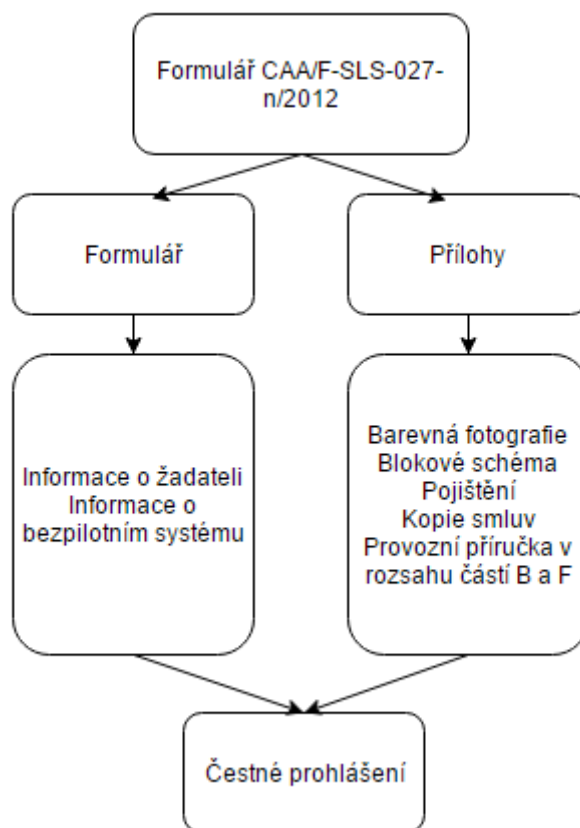 Formulář CAA/F-SLS-027-
n/2012
Formulář
Přílohy
Informace o žadateli
Informace o
bezpilotním systému
Barevná fotografie
Blokové schéma
Pojištění
Kopie smluv
Provozní příručka v
rozsahu částí B a F
Čestné prohlášení